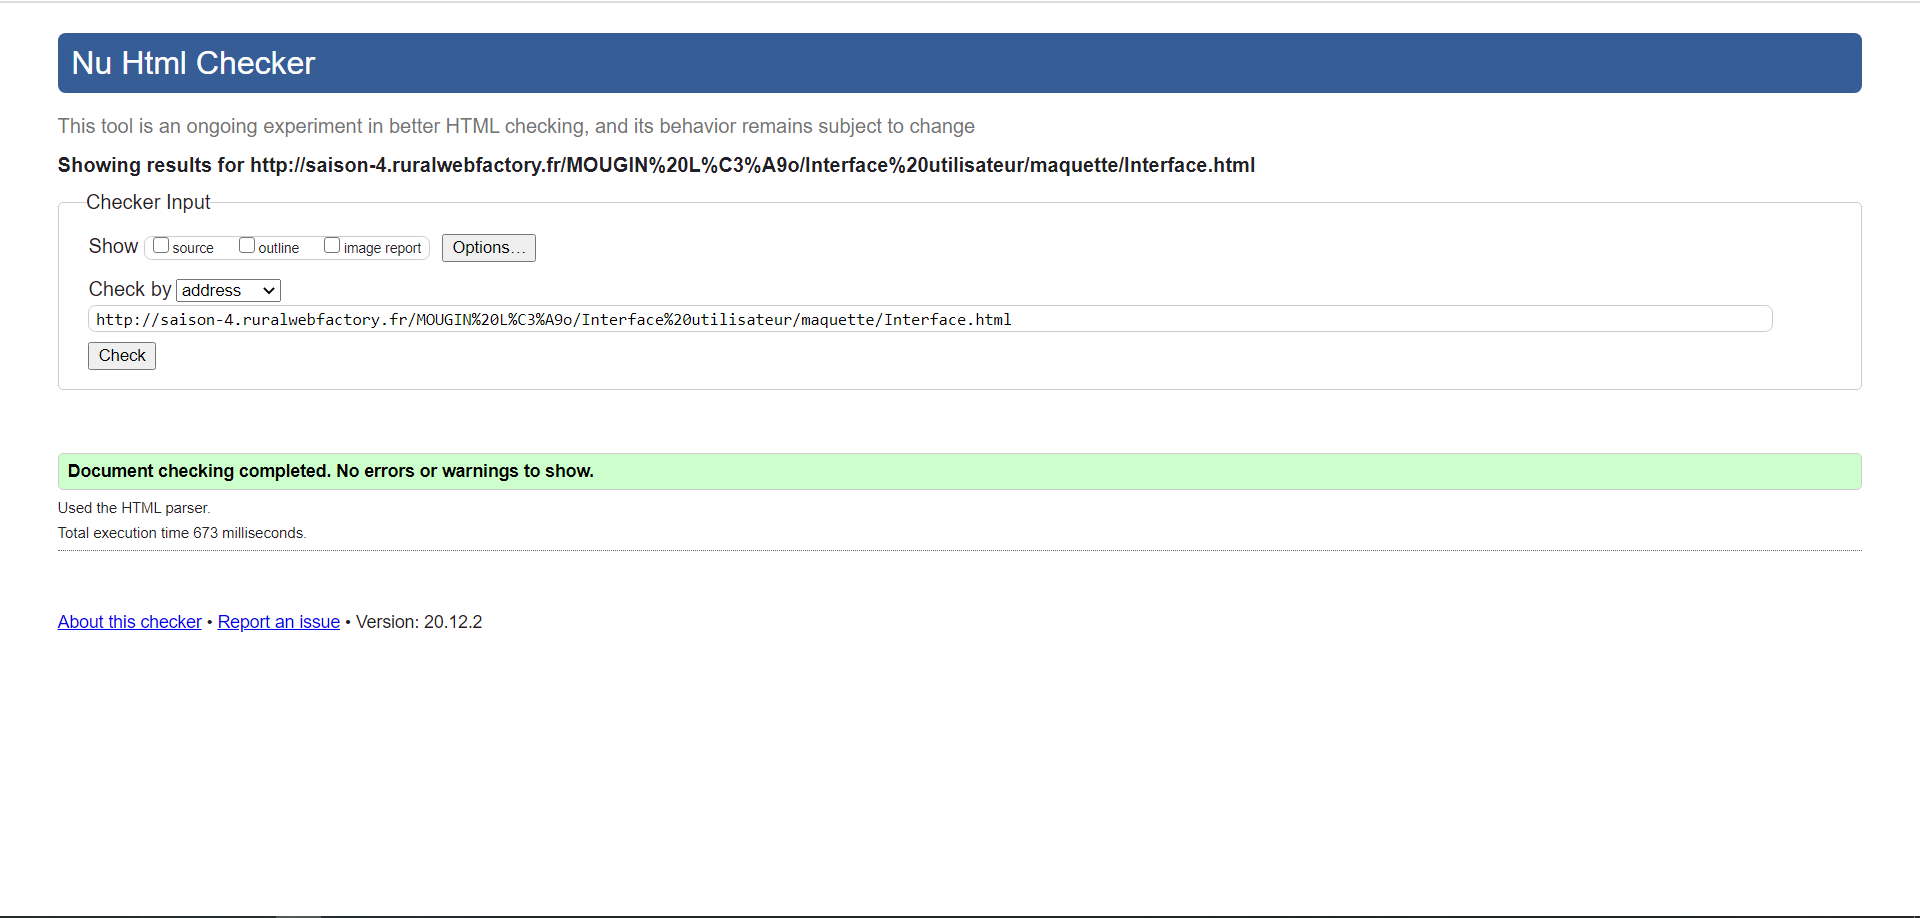 Nu Html Checker
This tool is an ongoing experiment in better HTML checking, and its behavior remains subject to change
Showing results for http://saison-4.ruralwebfactory.fr/MOUGIN%20L%C3%A9o/Interface%20utilisateur/maquette/Interface.html
Checker Input
Show source outline image report Options...
Check by address
http://saison-4.ruralwebfactory.fr/MOUGIN%20L%C3%A9o/Interface%20utilisateur/maquette/Interface.html
Check
Document checking completed. No errors or warnings to show.
Used the HTML parser.
Total execution time 673 milliseconds.
About this checker • Report an issue • Version: 20.12.2